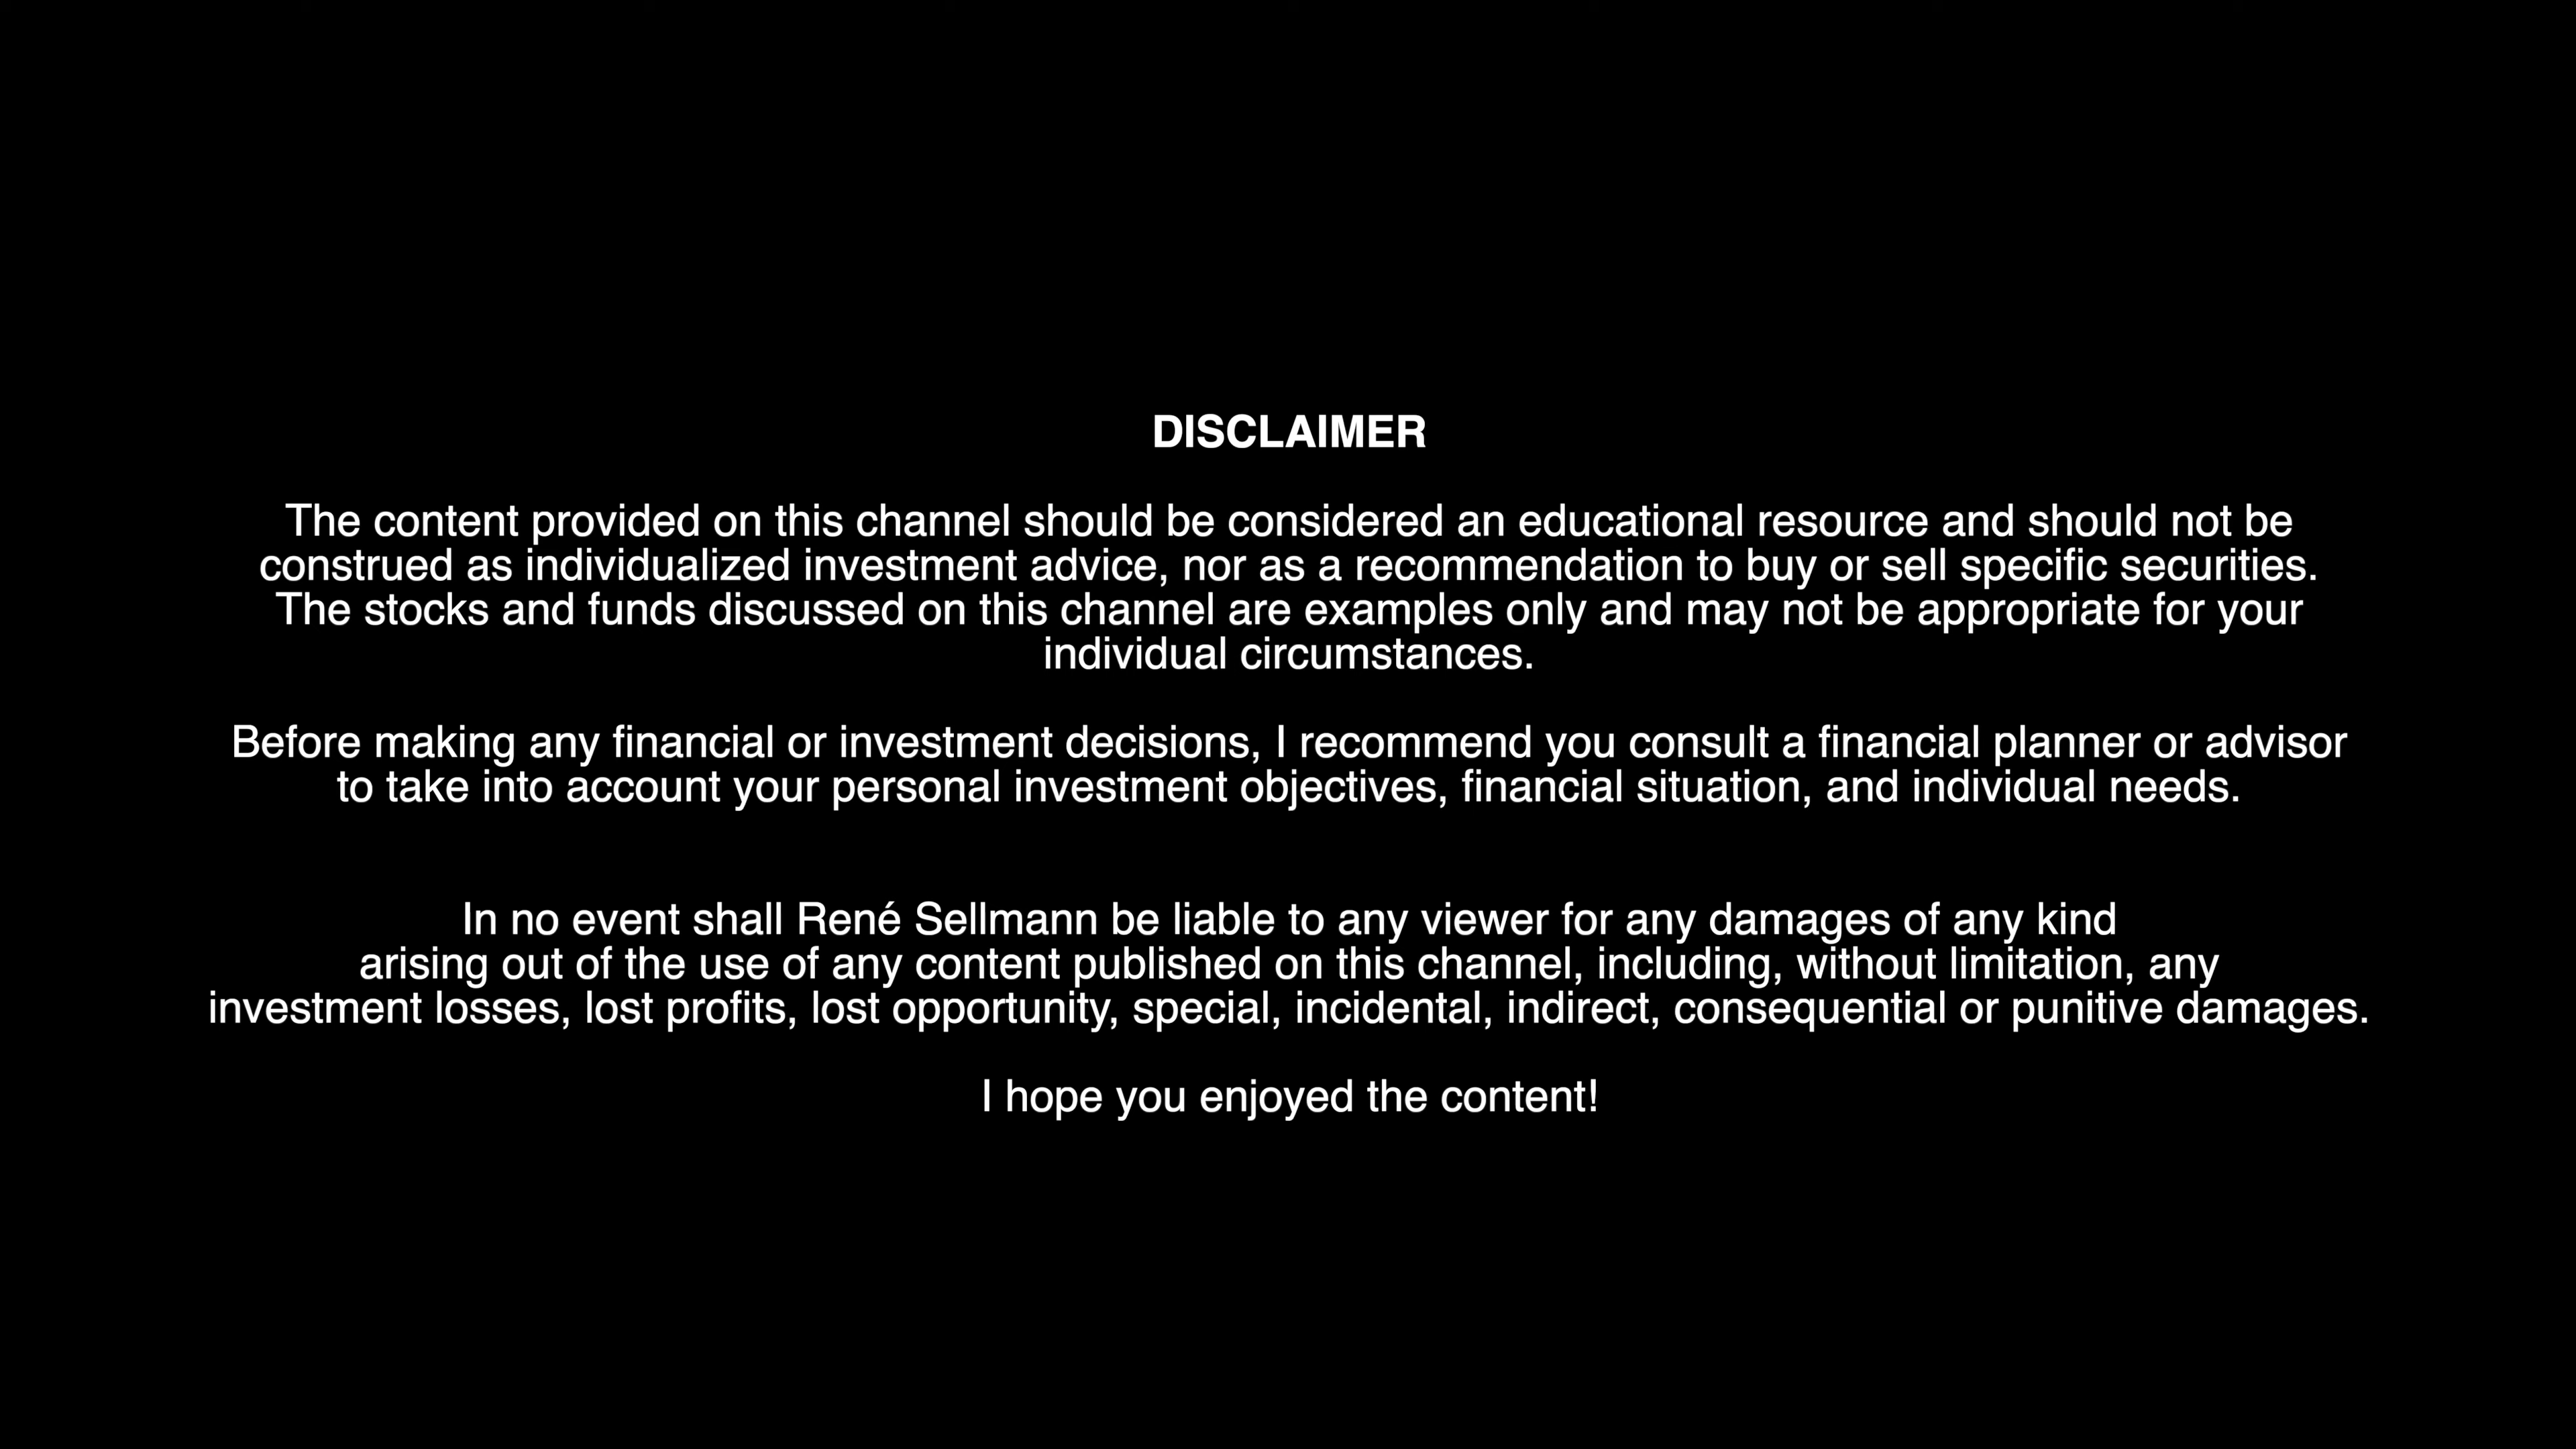 DISCLAIMER
The content provided on this channel should be considered an educational resource and should not be
construed as individualized investment advice, nor as a recommendation to buy or sell specific securities.
The stocks and funds discussed on this channel are examples only and may not be appropriate for your
individual circumstances.
Before making any financial or investment decisions, I recommend you consult a financial planner or advisor
to take into account your personal investment objectives, financial situation, and individual needs.
In no event shall René Sellmann be liable to any viewer for any damages of any kind
arising out of the use of any content published on this channel, including, without limitation, any
investment losses, lost profits, lost opportunity, special, incidental, indirect, consequential or punitive damages.
I hope you enjoyed the content!